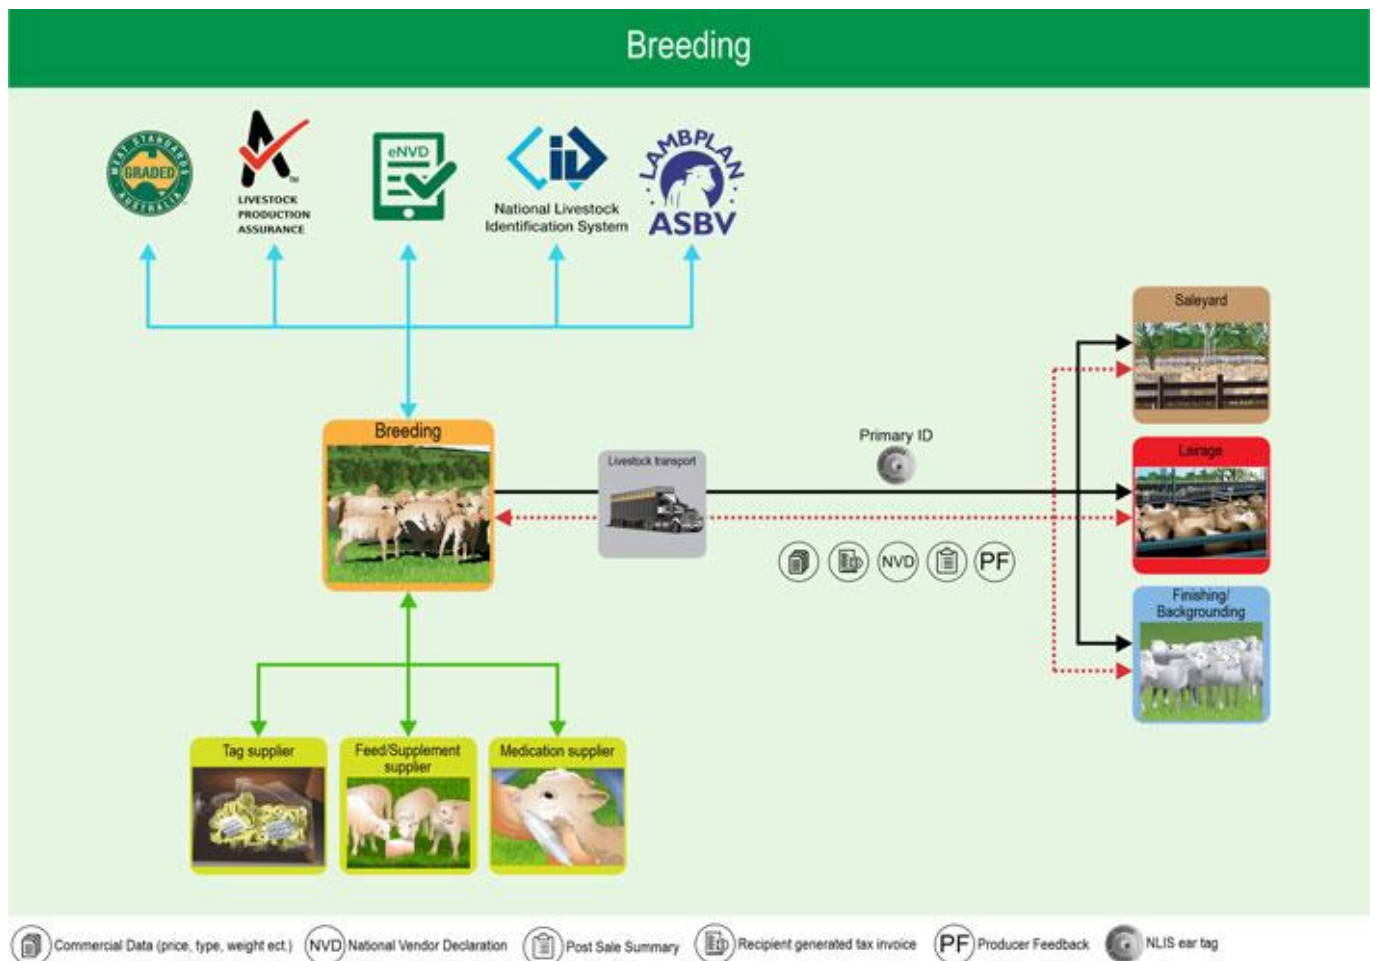 Breeding
MEAT STANDARDS
GRADED
AUSTRALIA
TM
LIVESTOCK
PRODUCTION
ASSURANCE
eNVD
National Livestock
Identification System
LAMBPLAN
ASBV
Saleyard
Breeding
Livestock transport
Primary ID
Lairage
NVD
PF
Finishing/
Backgrounding
Tag supplier
Feed/Supplement
supplier
Medication supplier
Commercial Data (price, type, weight ect.)
NVD National Vendor Declaration
Post Sale Summary
Recipient generated tax invoice
PF Producer Feedback
NLIS ear tag